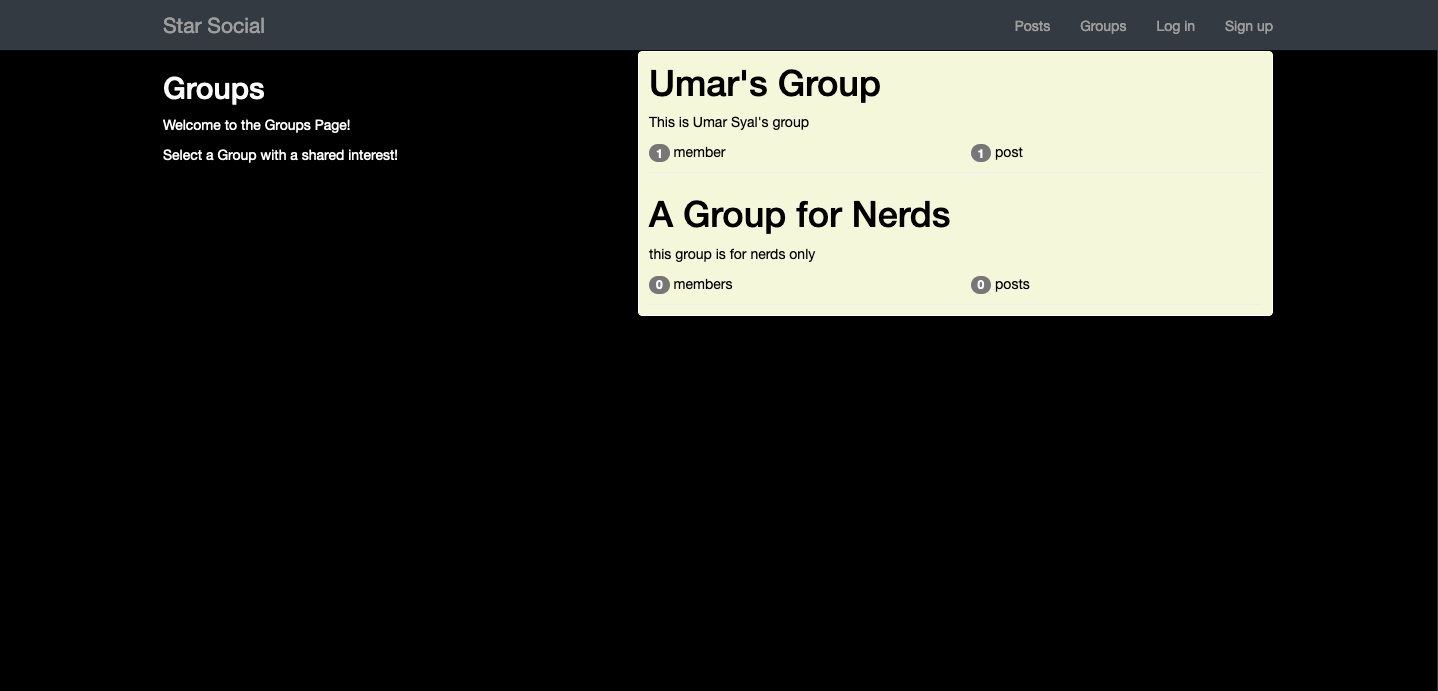 Star Social
Posts Groups Log in Sign up
Groups
Welcome to the Groups Page!
Select a Group with a shared interest!
Umar's Group
This is Umar Syal's group
1 member 1 post
A Group for Nerds
this group is for nerds only
0 members 0 posts